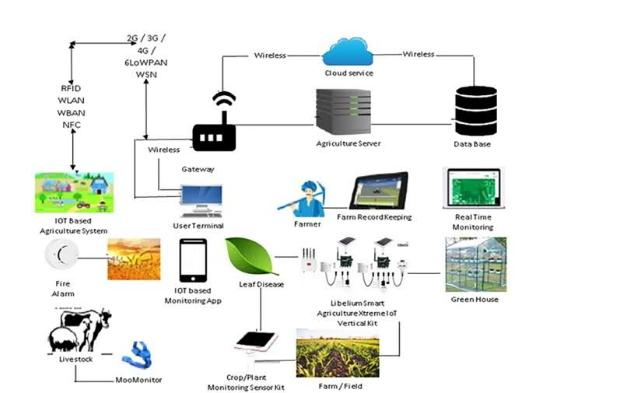 2G / 3G /
4G /
6LoWPAN
WSN
RFID
WLAN
WBAN
NFC
Wireless
Wireless
Cloud service
Wireless
Gateway
Agriculture Server
Data Base
IOT Based
Agriculture System
User Terminal
Farmer
Farm Record Keeping
Real Time
Monitoring
Fire
Alarm
IOT based
Monitoring App
Leaf Disease
Libelium Smart
Agriculture Xtreme IoT
Vertical Kit
Green House
Livestock
MooMonitor
Crop/Plant
Monitoring Sensor Kit
Farm / Field